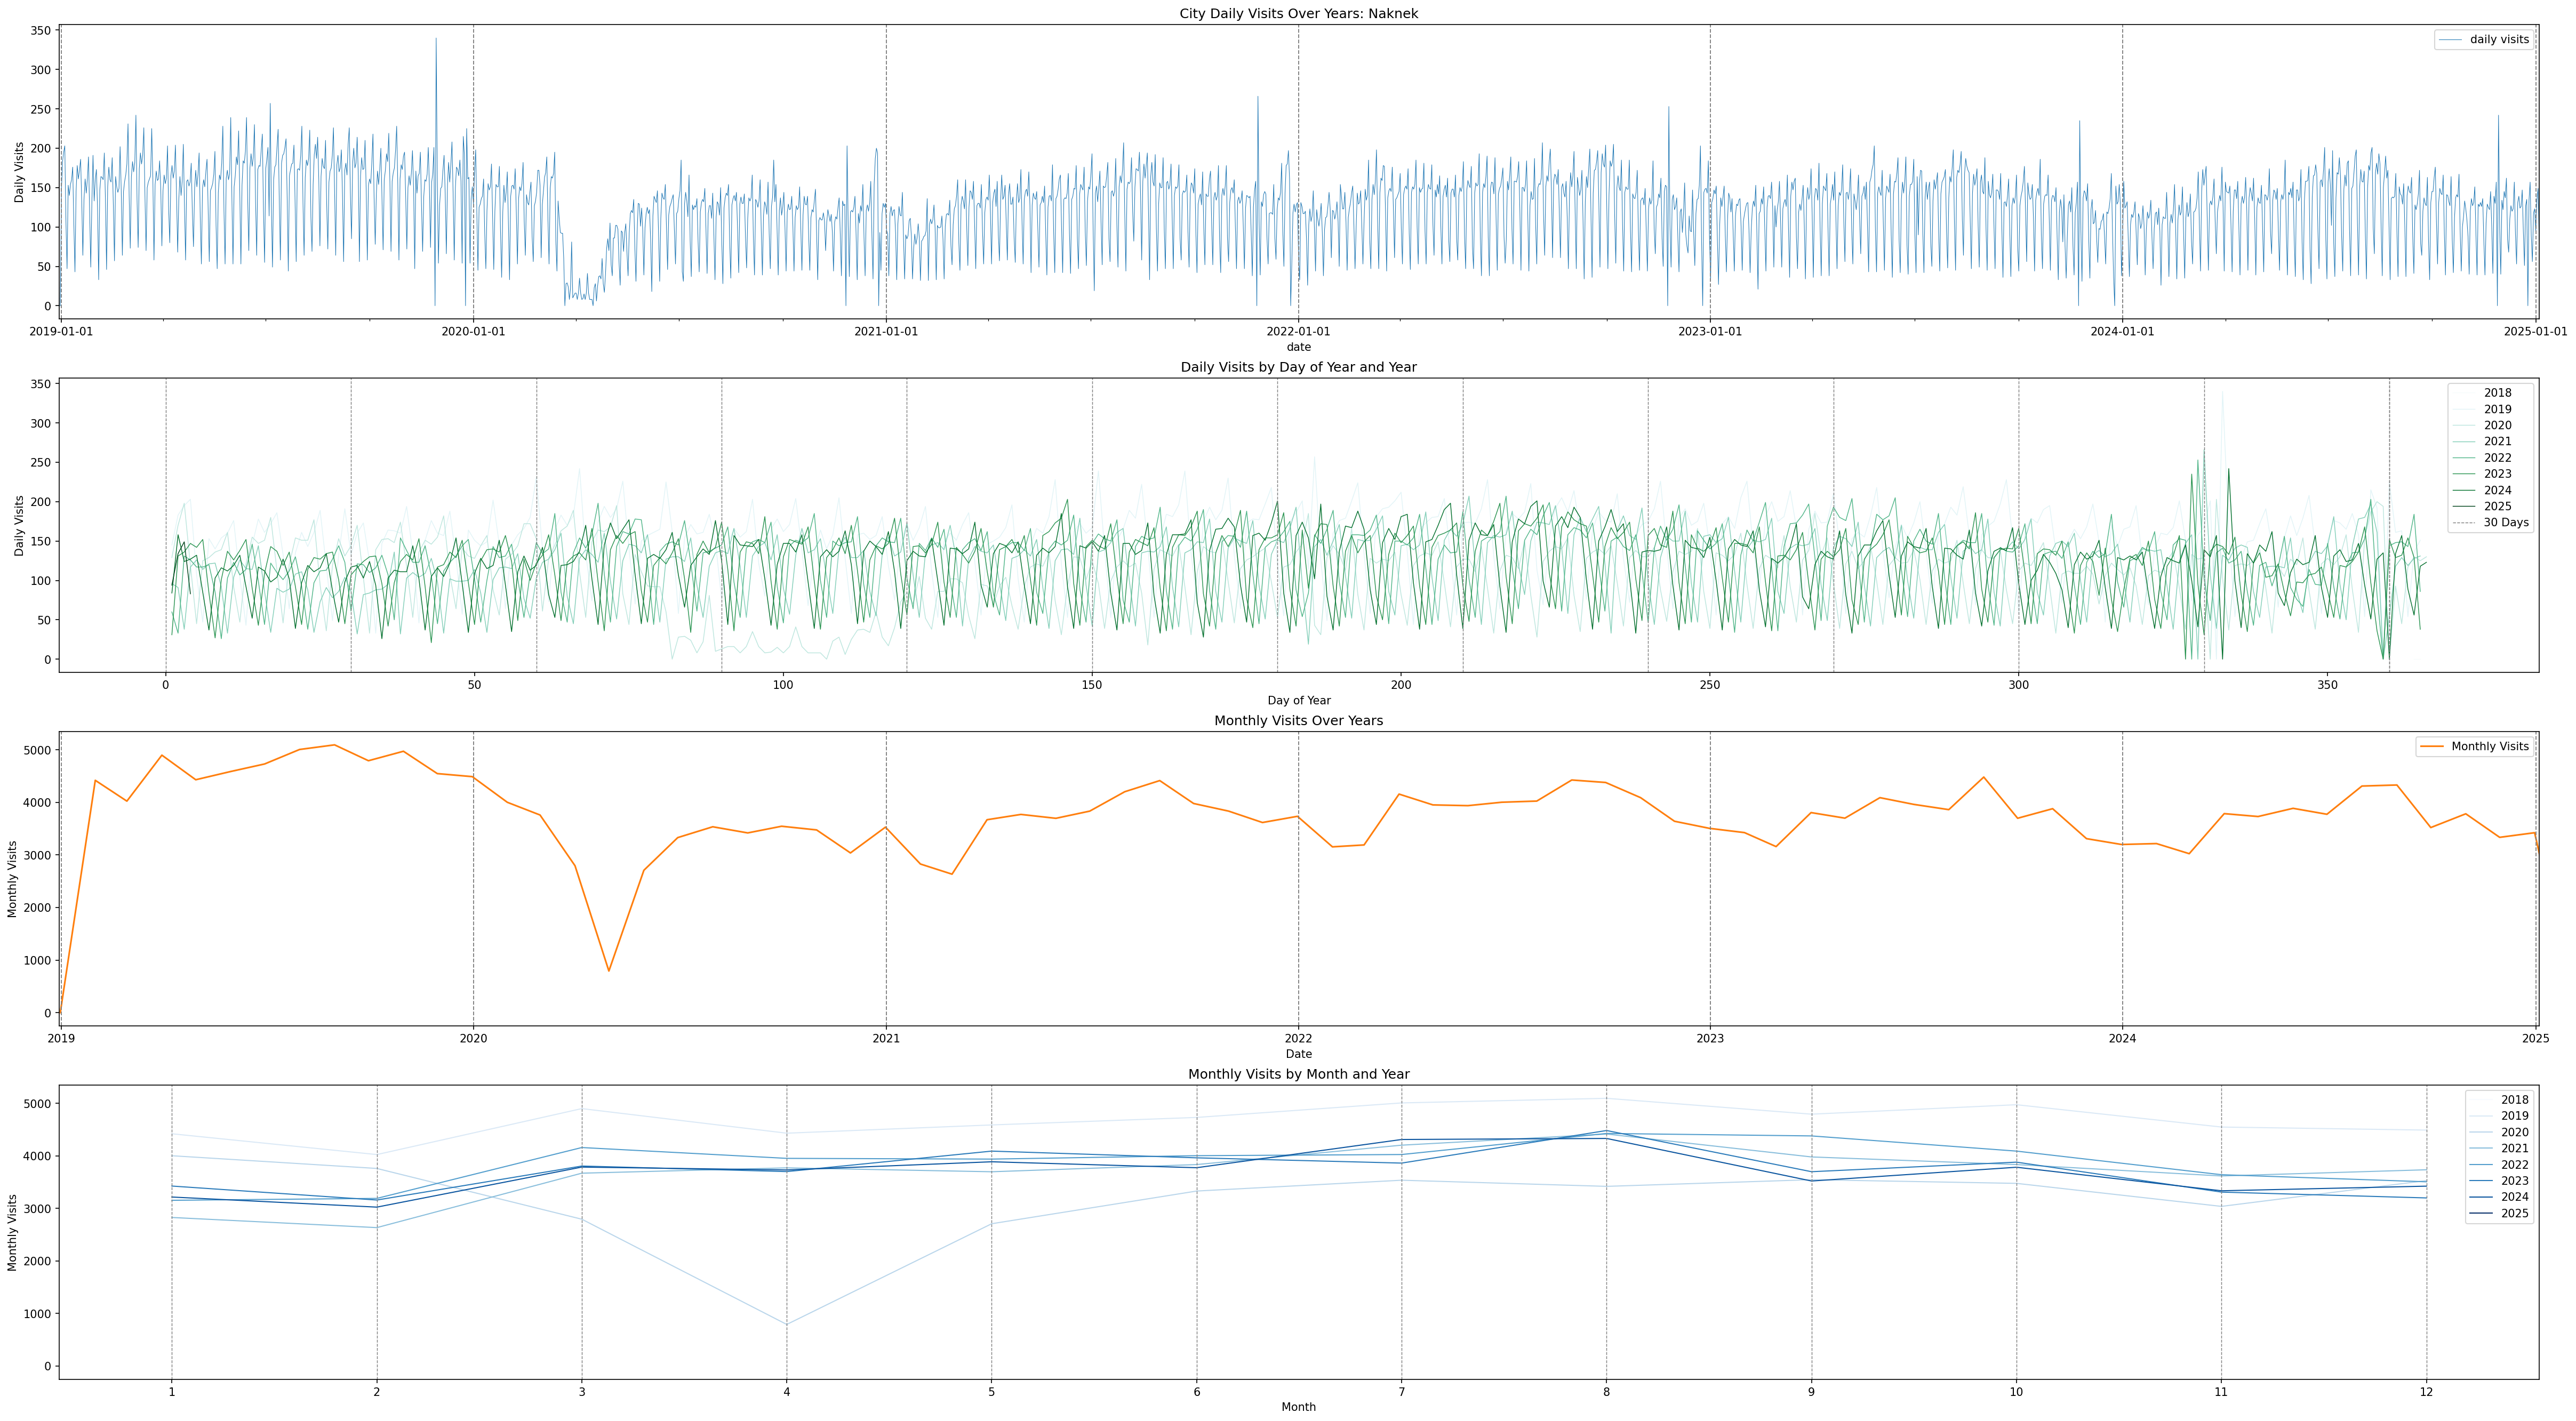 City Daily Visits Over Years: Naknek
Daily Visits
350
300
250
200
150
100
50
0
daily visits
2019-01-01 2020-01-01 2021-01-01 2022-01-01 2023-01-01 2024-01-01 2025-01-01
date
Daily Visits by Day of Year and Year
Daily Visits
350
300
250
200
150
100
50
0
2018
2019
2020
2021
2022
2023
2024
2025
30 Days
0 50 100 150 200 250 300 350
Day of Year
Monthly Visits Over Years
Monthly Visits
5000
4000
3000
2000
1000
0
Monthly Visits
2019 2020 2021 2022 2023 2024 2025
Date
Monthly Visits by Month and Year
Monthly Visits
5000
4000
3000
2000
1000
0
2018
2019
2020
2021
2022
2023
2024
2025
1 2 3 4 5 6 7 8 9 10 11 12
Month